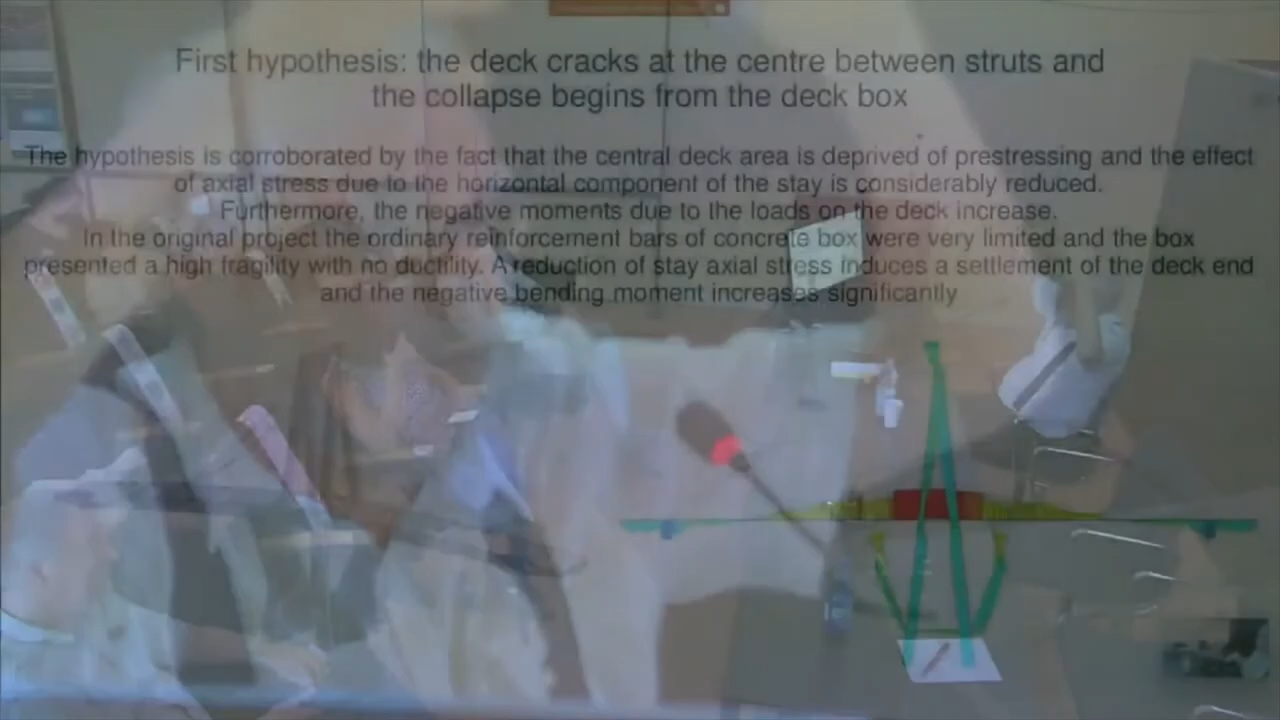 First hypothesis: the deck cracks at the centre between struts and
the collapse begins from the deck box
The hypothesis is corroborated by the fact that the central deck area is deprived of prestressing and the effect
of axial stress due to the horizontal component of the stay is considerably reduced.
Furthermore, the negative moments due to the loads on the deck increase.
In the original project the ordinary reinforcement bars of concrete box were very limited and the box
presented a high fragility with no ductility. A reduction of stay axial stress induces a settlement of the deck end
and the negative bending moment increases significantly